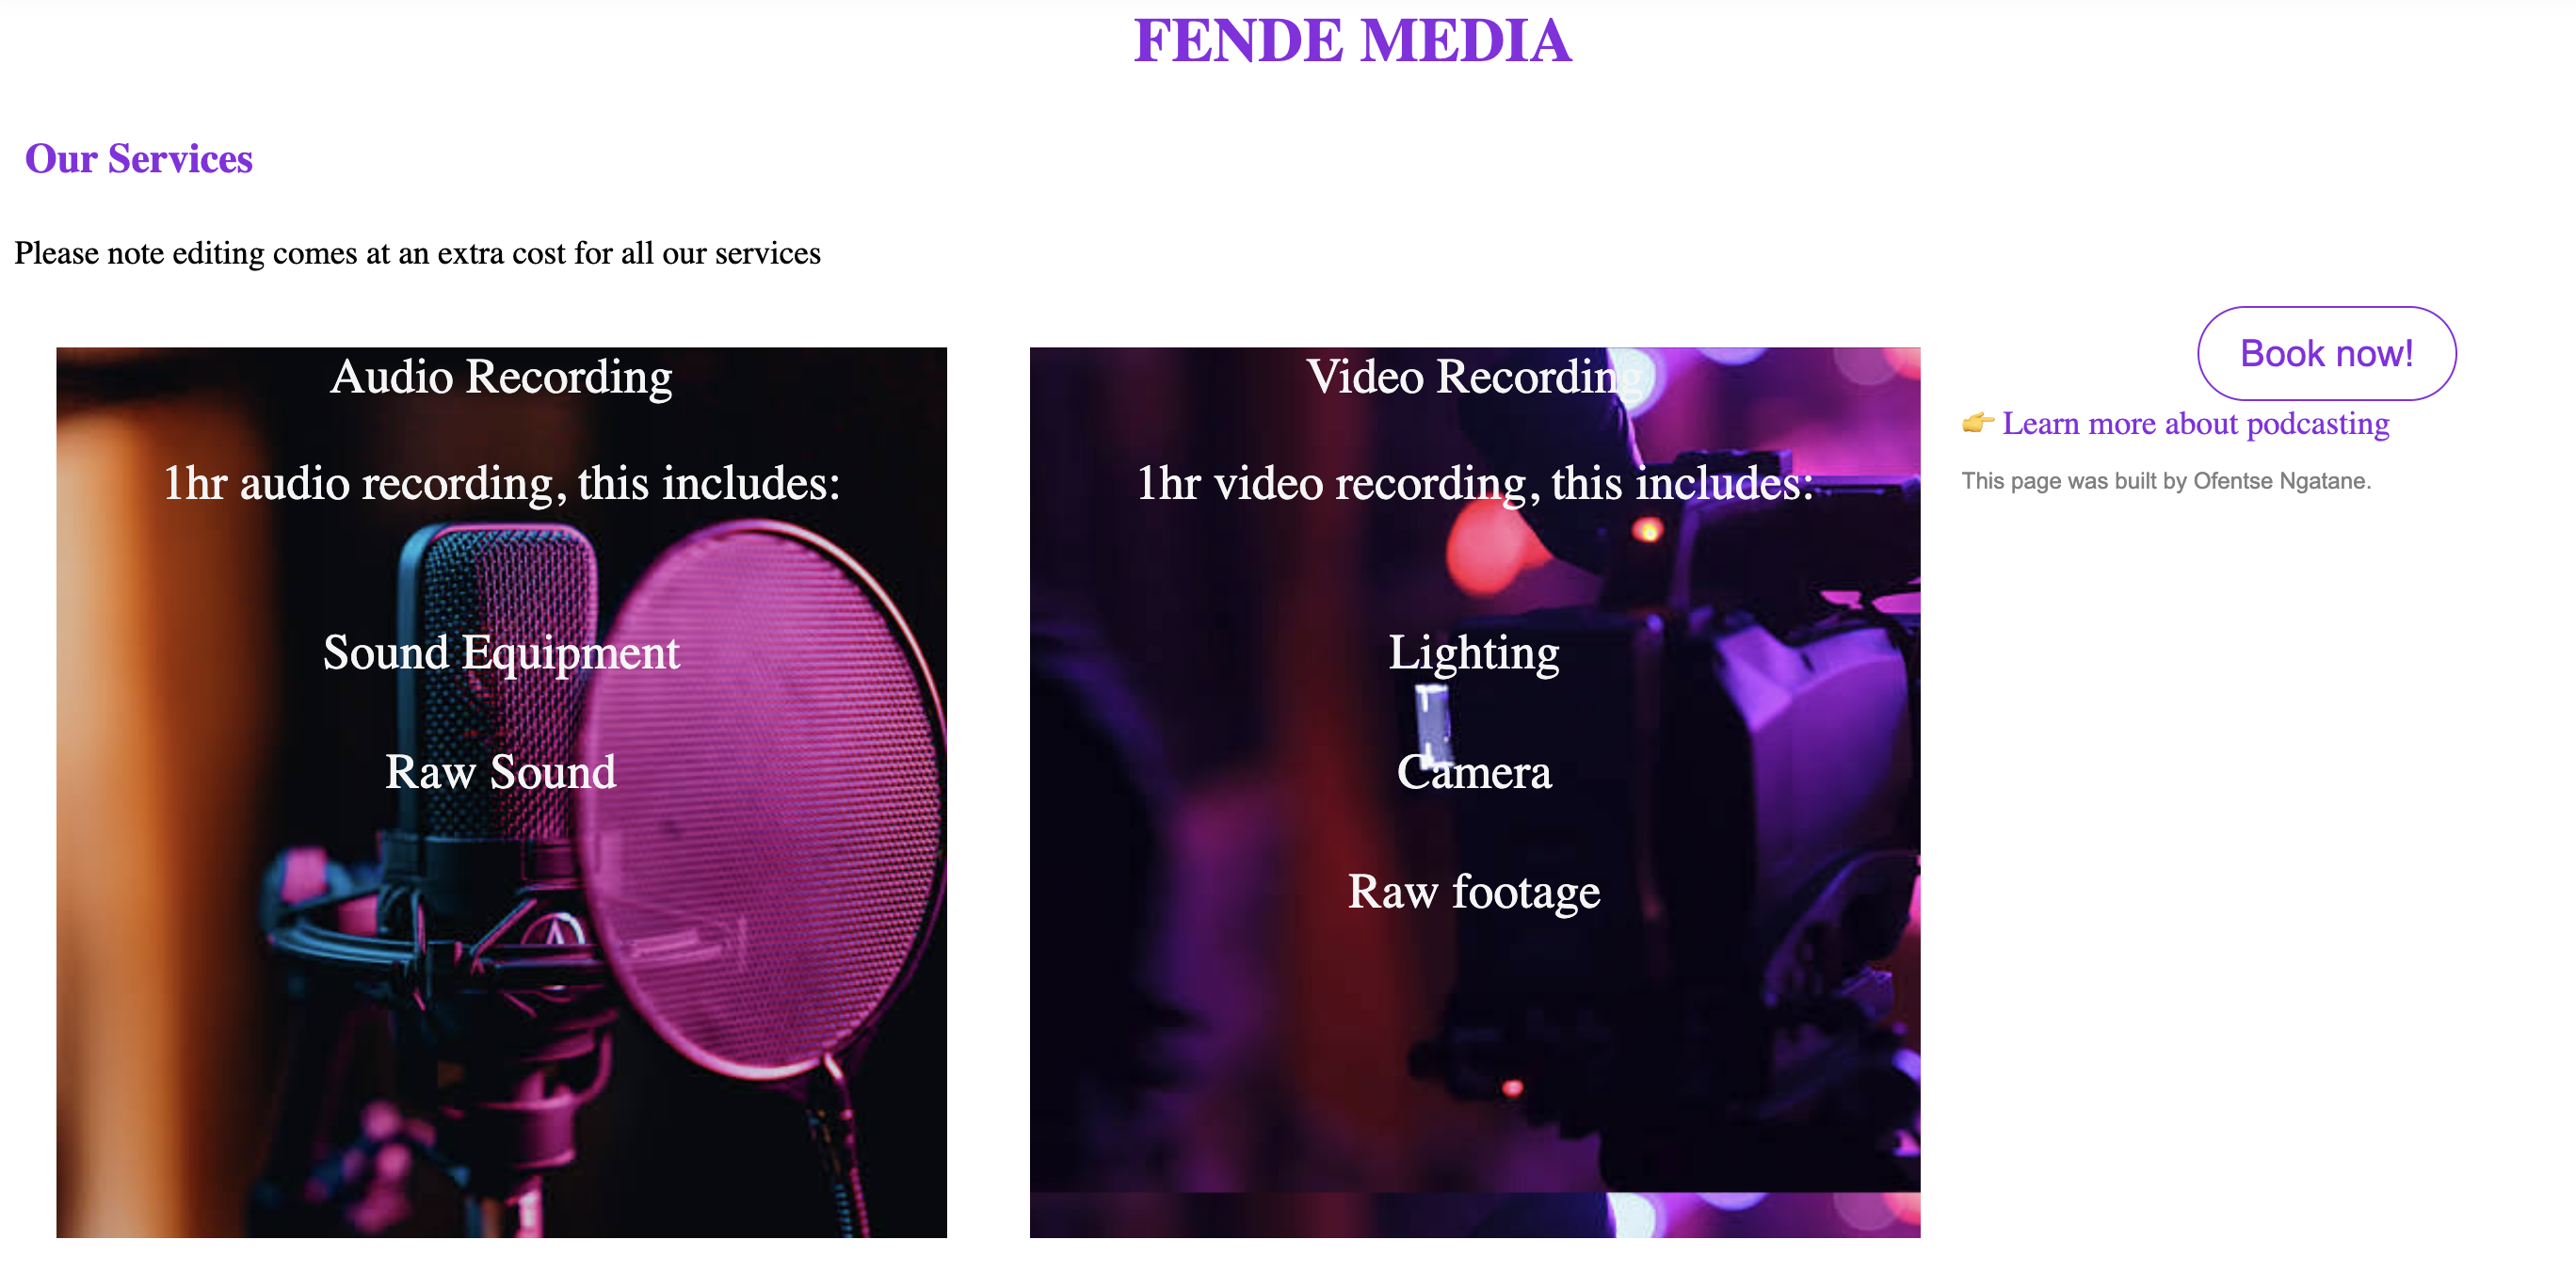 FENDE MEDIA
Our Services
Please note editing comes at an extra cost for all our services
Audio Recording
1hr audio recording, this includes:
Sound Equipment
Raw Sound
Video Recording
1hr video recording, this includes:
Lighting
Camera
Raw footage
Book now!
👉 Learn more about podcasting
This page was built by Ofentse Ngatane.